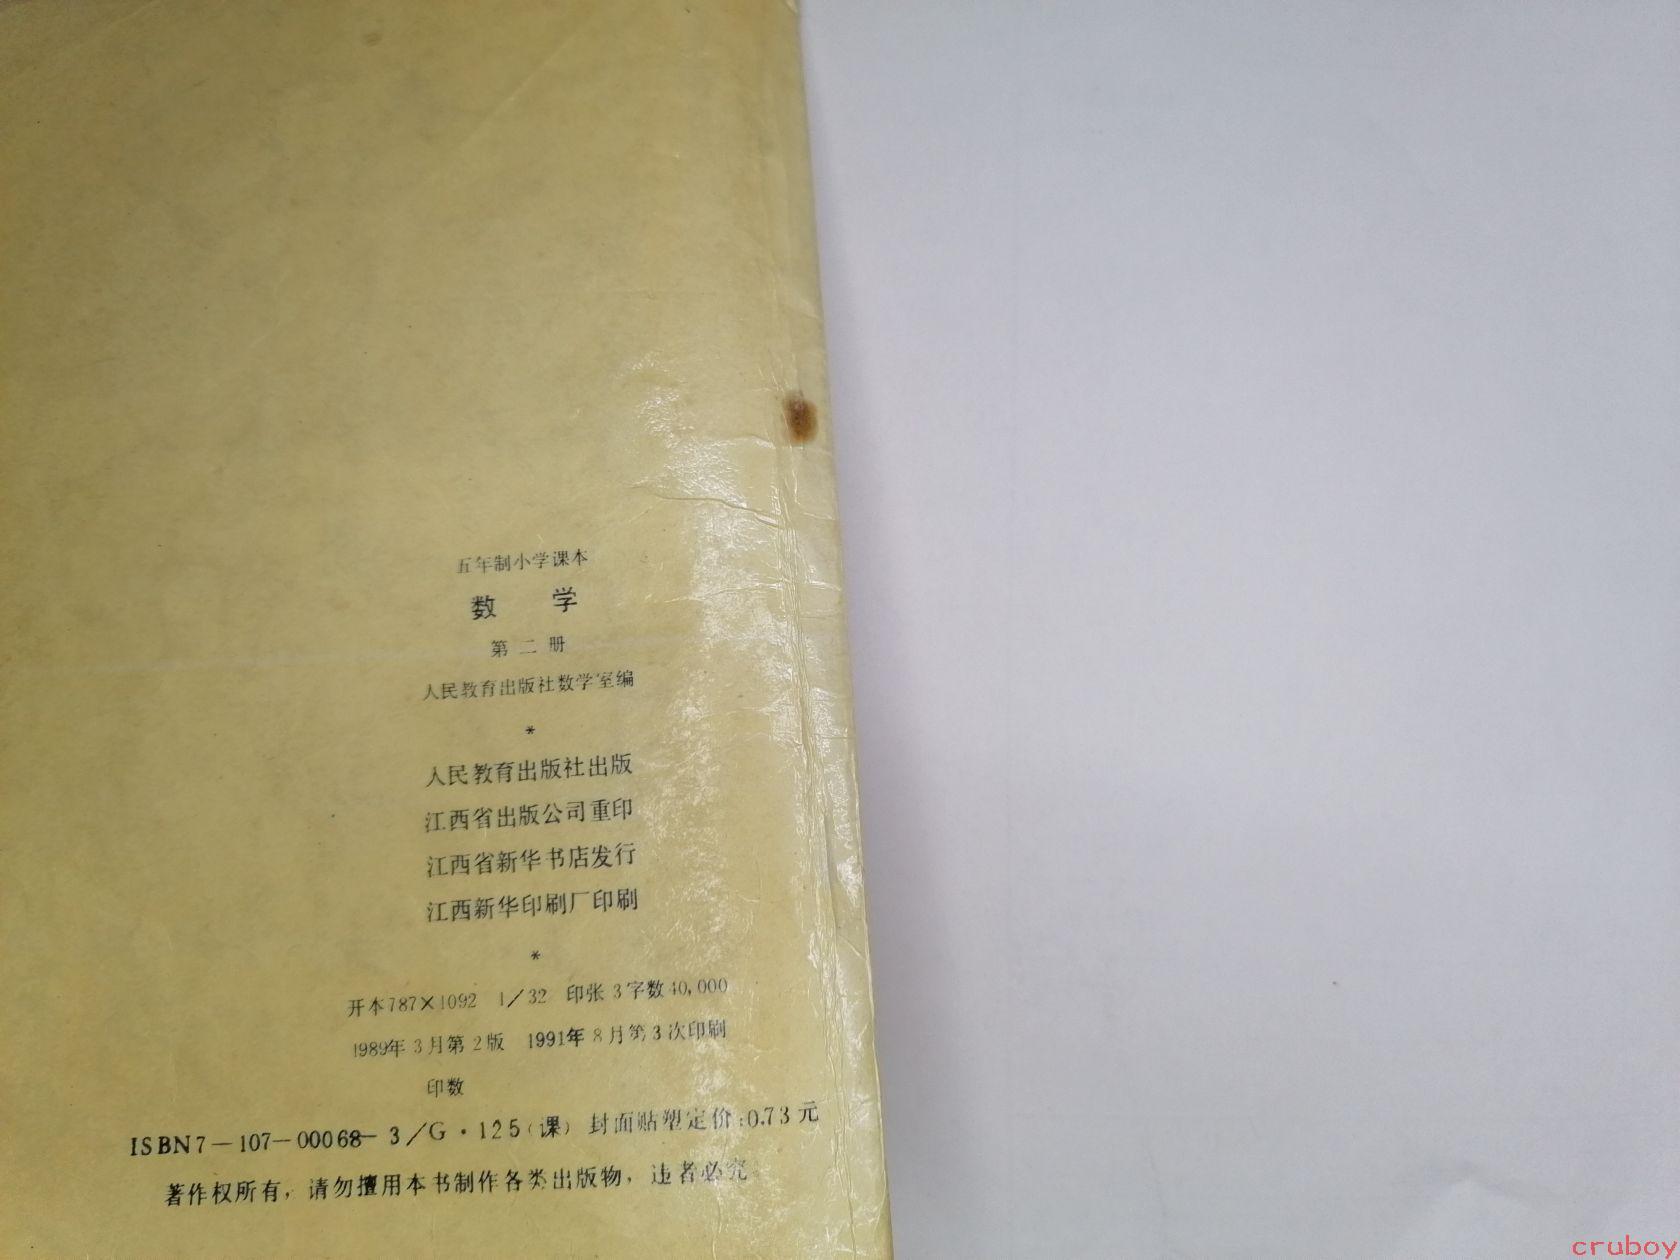 五年制小学课本
数 学
第二册
人民教育出版社数学室编
*
人民教育出版社出版
江西省出版公司重印
江西省新华书店发行
江西新华印刷厂印刷
*
开本787×1092 1/32 印张 3 字数40,000
1989年 3月第 2版 1991年 8月第 3次印刷
印数
ISBN7-107-00068-3/G·125(课) 封面贴塑定价:0.73元
著作权所有,请勿擅用本书制作各类出版物,违者必究。
cruboy